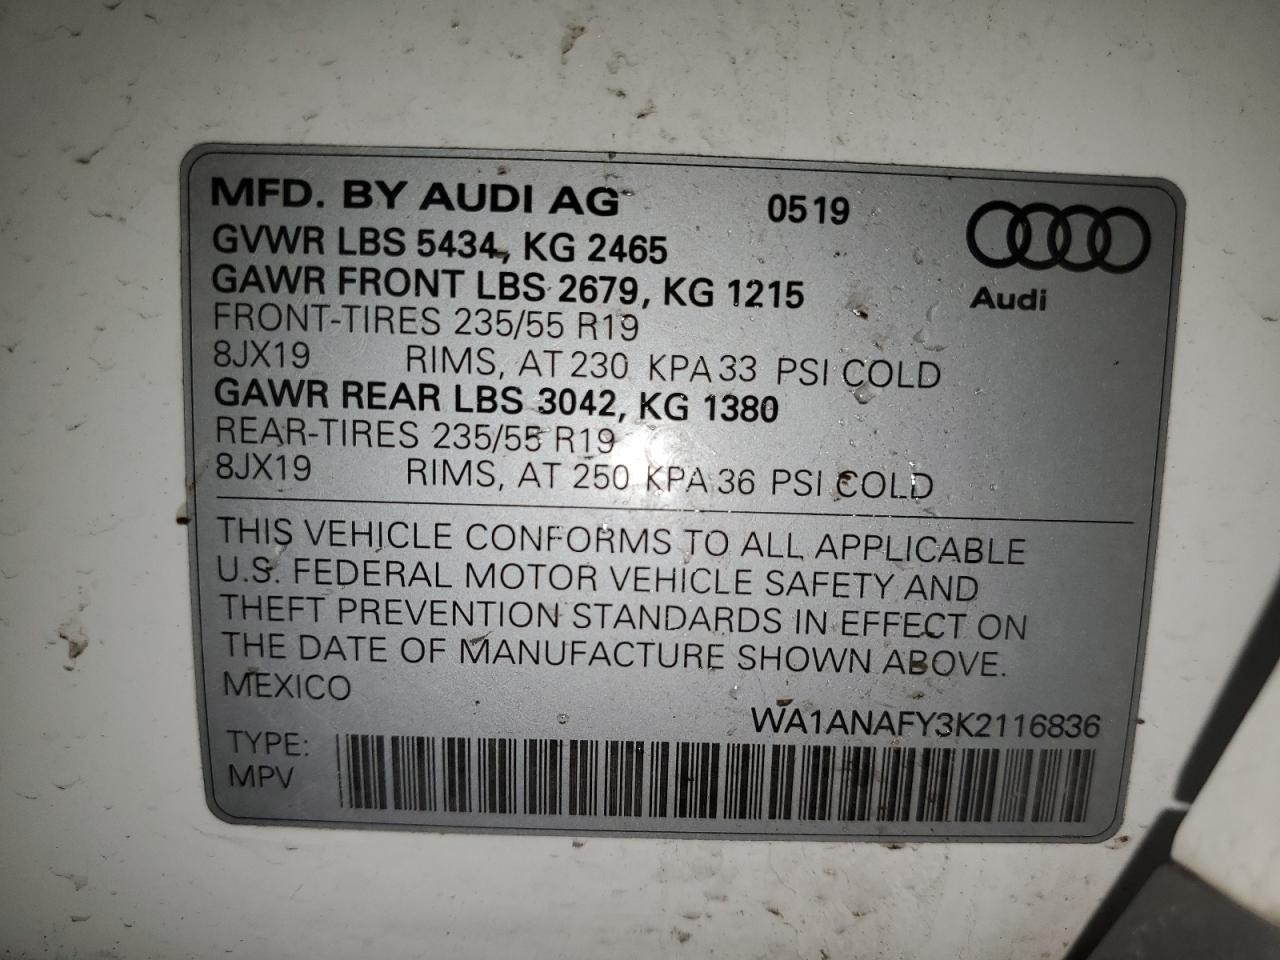 MFD. BY AUDI AG 0519
GVWR LBS 5434, KG 2465
GAWR FRONT LBS 2679, KG 1215
Audi
FRONT-TIRES 235/55 R19
8JX19 RIMS, AT 230 KPA 33 PSI COLD
GAWR REAR LBS 3042, KG 1380
REAR-TIRES 235/55 R19
8JX19 RIMS, AT 250 KPA 36 PSI COLD
THIS VEHICLE CONFORMS TO ALL APPLICABLE
U.S. FEDERAL MOTOR VEHICLE SAFETY AND
THEFT PREVENTION STANDARDS IN EFFECT ON
THE DATE OF MANUFACTURE SHOWN ABOVE.
MEXICO
WA1ANAFY3K2116836
TYPE:
MPV